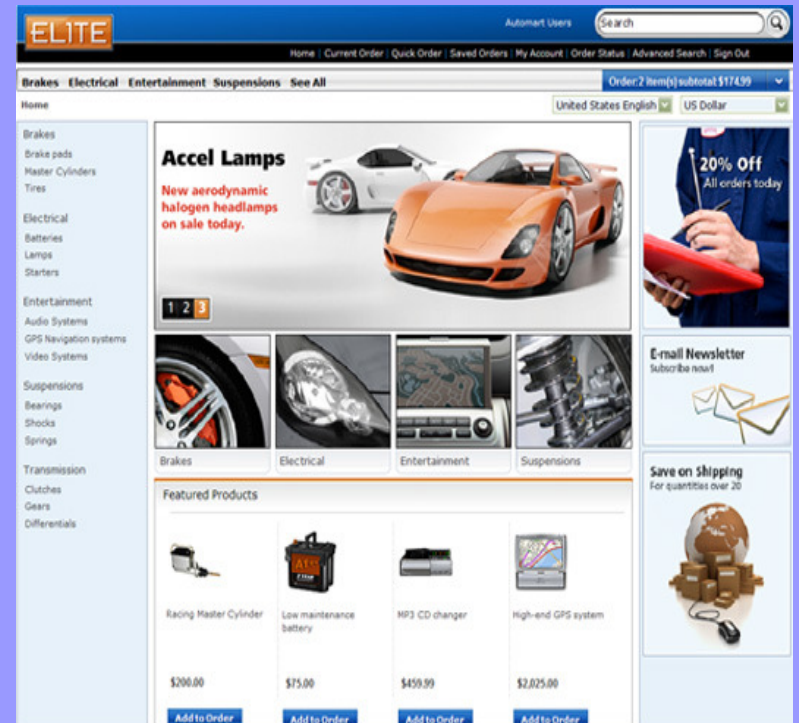 ELITE
Automart Users
Search
Home | Current Order | Quick Order | Saved Orders | My Account | Order Status | Advanced Search | Sign Out
Brakes Electrical Entertainment Suspensions See All
Order:2 item(s)subtotal:$174.99
Home
United States English
US Dollar
Brakes
Brake pads
Master Cylinders
Tires
Electrical
Batteries
Lamps
Starters
Entertainment
Audio Systems
GPS Navigation systems
Video Systems
Suspensions
Bearings
Shocks
Springs
Transmission
Clutches
Gears
Differentials
Accel Lamps
New aerodynamic
halogen headlamps
on sale today.
1 2 3
20% Off
All orders today
Brakes
Electrical
Entertainment
Suspensions
E-mail Newsletter
Subscribe now!
Save on Shipping
For quantities over 20
Featured Products
Racing Master Cylinder
Low maintenance
battery
MP3 CD changer
High-end GPS system
$200.00
$75.00
$459.99
$2,025.00
Add to Order
Add to Order
Add to Order
Add to Order